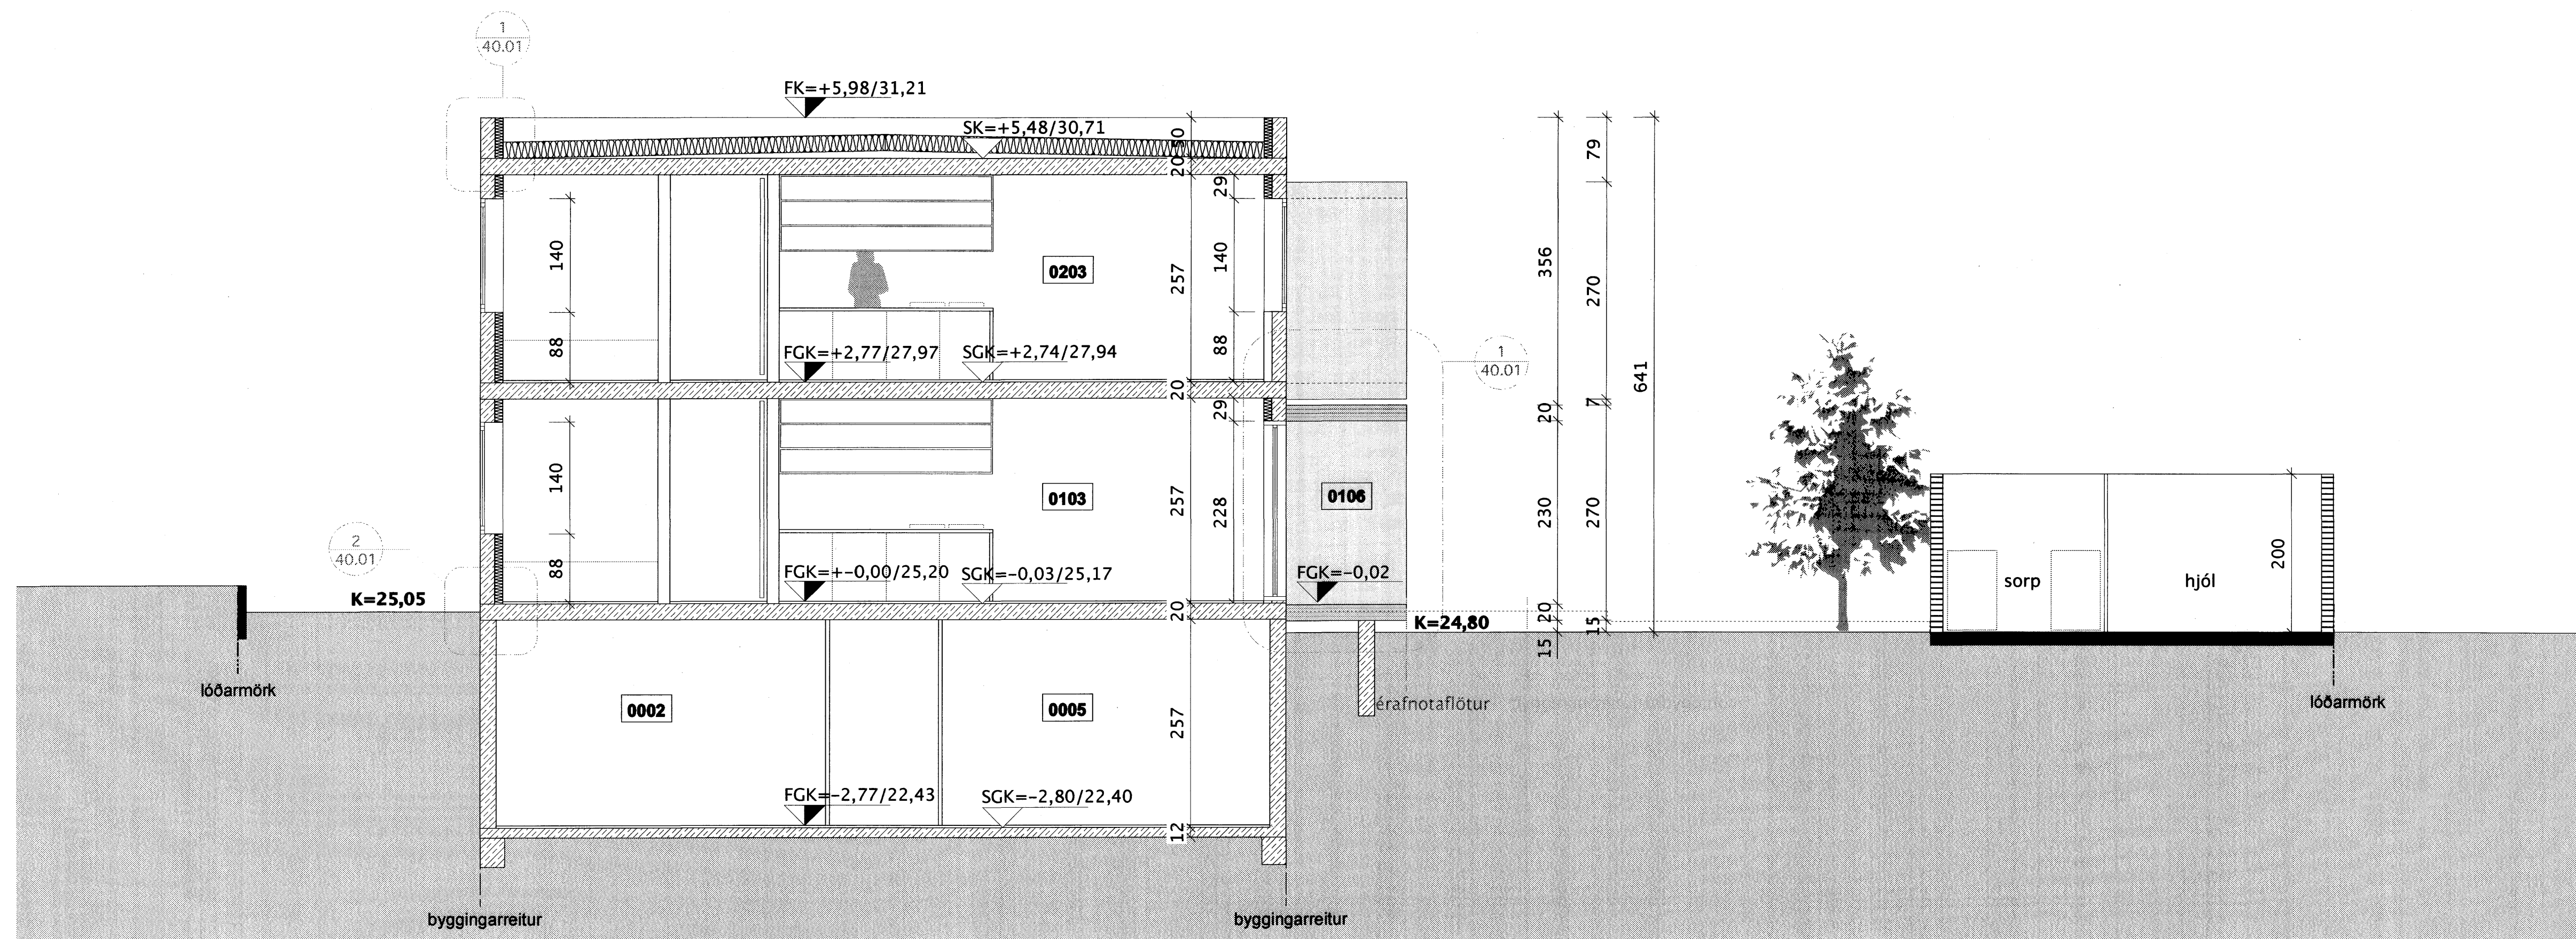 1
40.01
FK=+5,98/31,21
SK=+5,48/30,71
50
20
79
29
140
140
88
257
0203
356
270
FGK=+2,77/27,97
SGK=+2,74/27,94
88
1
40.01
641
20
29
20
7
140
88
257
228
0103
0106
230
270
200
2
40.01
K=25,05
FGK=+-0,00/25,20
SGK=-0,03/25,17
FGK=-0,02
sorp
hjól
20
K=24,80
20
15
15
lóðarmörk
0002
0005
257
érafnotaflötur
lóðarmörk
FGK=-2,77/22,43
SGK=-2,80/22,40
12
byggingarreitur
byggingarreitur